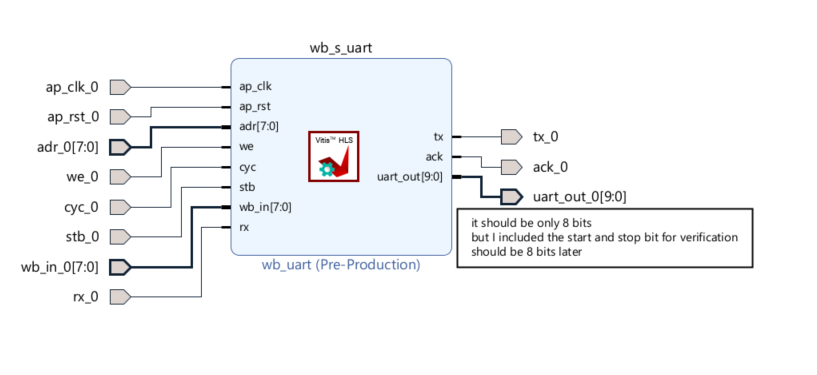 wb_s_uart
ap_clk_0
ap_rst_0
adr_0[7:0]
we_0
cyc_0
stb_0
wb_in_0[7:0]
rx_0
ap_clk
ap_rst
adr[7:0]
we
cyc
stb
wb_in[7:0]
rx
Vitis™ HLS
tx
ack
uart_out[9:0]
tx_0
ack_0
uart_out_0[9:0]
it should be only 8 bits
but I included the start and stop bit for verification
should be 8 bits later
wb_uart (Pre-Production)